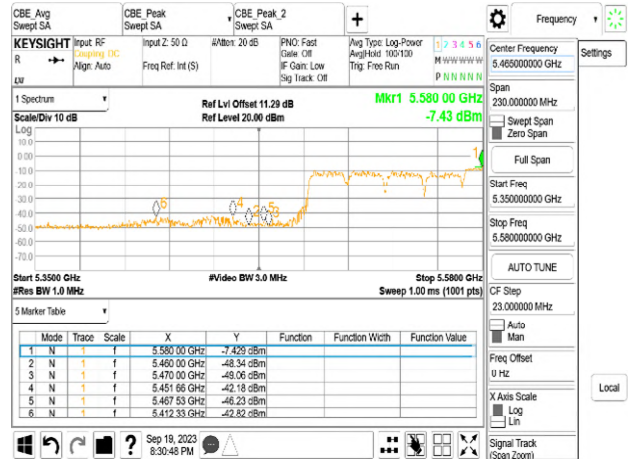 CBE_Avg
Swept SA
CBE_Peak
Swept SA
CBE_Peak_2
Swept SA
+
Frequency
KEYSIGHT
R
Input: RF
Coupling: DC
Align: Auto
Input Z: 50 Ω
Freq Ref: Int (S)
#Atten: 20 dB
PNO: Fast
Gate: Off
IF Gain: Low
Sig Track: Off
Avg Type: Log-Power
Avg|Hold: 100/100
Trig: Free Run
1 2 3 4 5 6
M W W W W W
P N N N N N
Center Frequency
5.465000000 GHz
Settings
1 Spectrum
Scale/Div 10 dB
Log
Ref Lvl Offset 11.29 dB
Ref Level 20.00 dBm
Mkr1 5.580 00 GHz
-7.43 dBm
10.0
0.00
-10.0
-20.0
-30.0
-40.0
-50.0
-60.0
-70.0
Start 5.3500 GHz
#Res BW 1.0 MHz
#Video BW 3.0 MHz
Stop 5.5800 GHz
Sweep 1.00 ms (1001 pts)
Span
230.000000 MHz
Swept Span
Zero Span
Full Span
Start Freq
5.350000000 GHz
Stop Freq
5.580000000 GHz
AUTO TUNE
CF Step
23.000000 MHz
Auto
Man
Freq Offset
0 Hz
X Axis Scale
Log
Lin
Signal Track
(Span Zoom)
Local
5 Marker Table
Mode Trace Scale X Y Function Function Width Function Value
1 N 1 f 5.580 00 GHz -7.429 dBm
2 N 1 f 5.460 00 GHz -48.34 dBm
3 N 1 f 5.470 00 GHz -49.06 dBm
4 N 1 f 5.451 66 GHz -42.18 dBm
5 N 1 f 5.467 53 GHz -46.23 dBm
6 N 1 f 5.412 33 GHz -42.82 dBm
?
Sep 19, 2023
8:30:48 PM